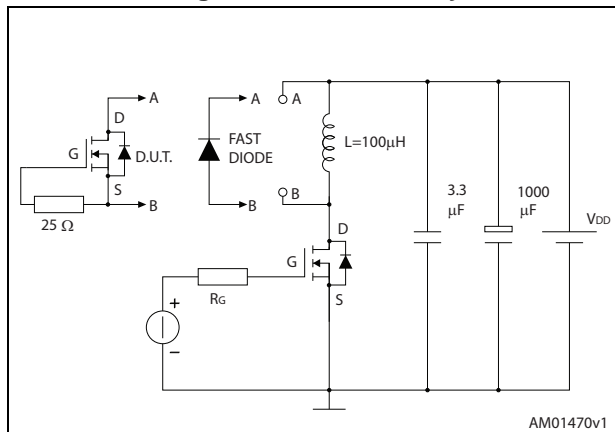 A
A
A
D
G
D.U.T.
FAST
DIODE
L=100µH
S
B
B
B
25 Ω
3.3
µF
1000
µF
VDD
D
G
S
RG
+
–
AM01470v1